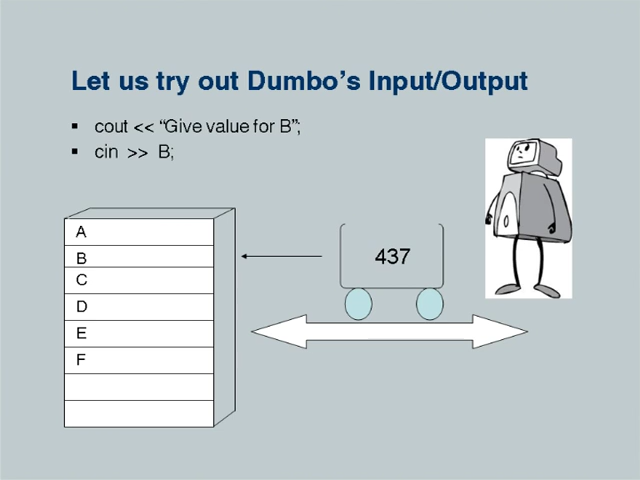 Let us try out Dumbo's Input/Output
▪ cout << “Give value for B”;
▪ cin >> B;
A
B
C
D
E
F
437